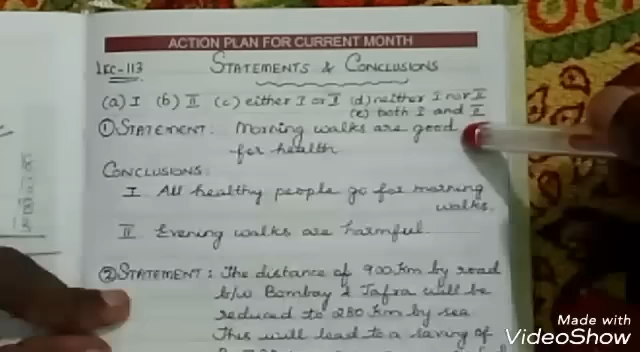 ACTION PLAN FOR CURRENT MONTH
LEC-113
STATEMENTS & CONCLUSIONS
(a) I (b) II (c) either I or II (d) neither I nor II
(e) both I and II
① STATEMENT: Morning walks are good
for health
CONCLUSIONS:
I All healthy people go for morning
walks.
II Evening walks are harmful.
② STATEMENT: The distance of 900 km by road
b/w Bombay & Jafra will be
reduced to 280 km by sea.
This will lead to a saving of
Made with
VideoShow